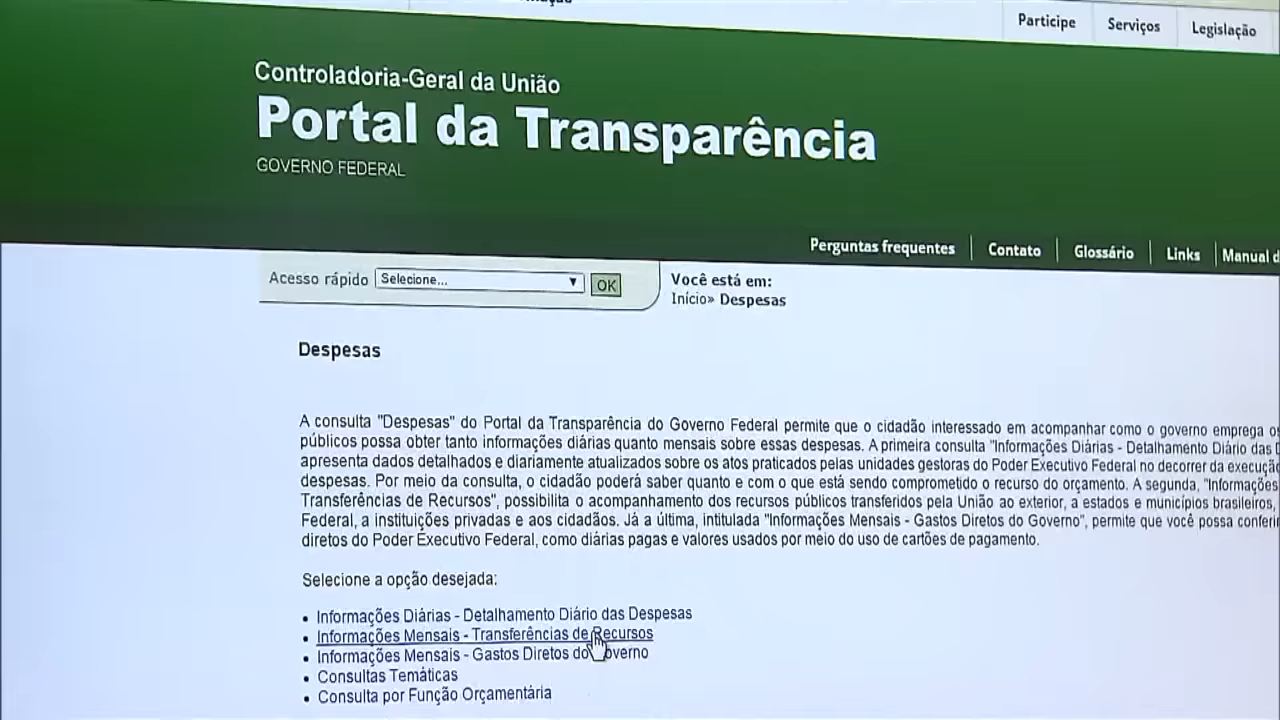 Participe Serviços Legislação
Controladoria-Geral da União
Portal da Transparência
GOVERNO FEDERAL
Perguntas frequentes Contato Glossário Links Manual d
Acesso rápido Selecione... OK
Você está em:
Início» Despesas
Despesas
A consulta "Despesas" do Portal da Transparência do Governo Federal permite que o cidadão interessado em acompanhar como o governo emprega os
públicos possa obter tanto informações diárias quanto mensais sobre essas despesas. A primeira consulta "Informações Diárias - Detalhamento Diário das D
apresenta dados detalhados e diariamente atualizados sobre os atos praticados pelas unidades gestoras do Poder Executivo Federal no decorrer da execução
despesas. Por meio da consulta, o cidadão poderá saber quanto e com o que está sendo comprometido o recurso do orçamento. A segunda, "Informações
Transferências de Recursos", possibilita o acompanhamento dos recursos públicos transferidos pela União ao exterior, a estados e municípios brasileiros,
Federal, a instituições privadas e aos cidadãos. Já a última, intitulada "Informações Mensais - Gastos Diretos do Governo", permite que você possa conferi
diretos do Poder Executivo Federal, como diárias pagas e valores usados por meio do uso de cartões de pagamento.
Selecione a opção desejada:
• Informações Diárias - Detalhamento Diário das Despesas
• Informações Mensais - Transferências de Recursos
• Informações Mensais - Gastos Diretos do Governo
• Consultas Temáticas
• Consulta por Função Orçamentária